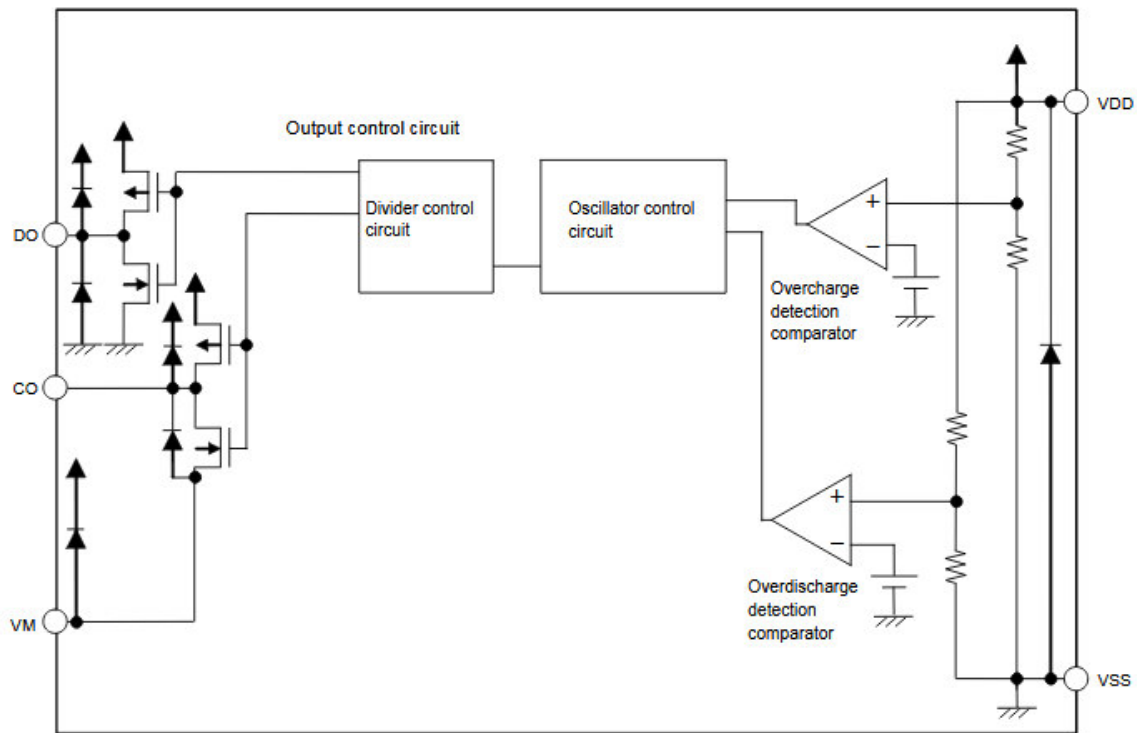 VDD
Output control circuit
Divider control
circuit
Oscillator control
circuit
+
−
DO
Overcharge
detection
comparator
CO
+
−
Overdischarge
detection
comparator
VM
VSS